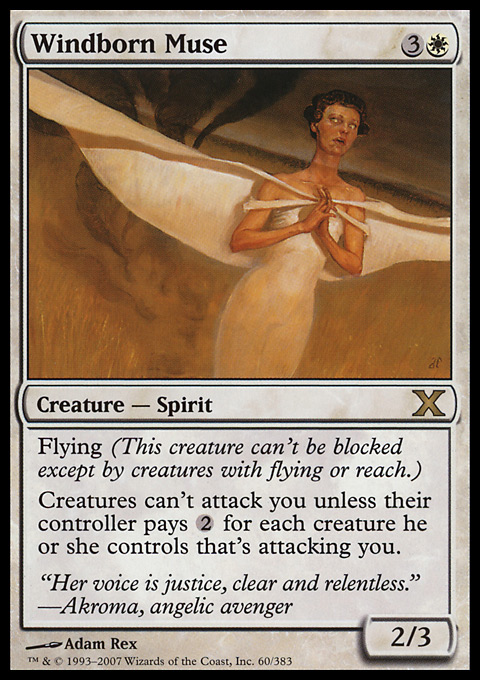 Windborn Muse 3
Creature — Spirit X
Flying (This creature can't be blocked
except by creatures with flying or reach.)
Creatures can't attack you unless their
controller pays 2 for each creature he
or she controls that's attacking you.
“Her voice is justice, clear and relentless.”
—Akroma, angelic avenger
Adam Rex
2/3
™ & © 1993–2007 Wizards of the Coast, Inc. 60/383